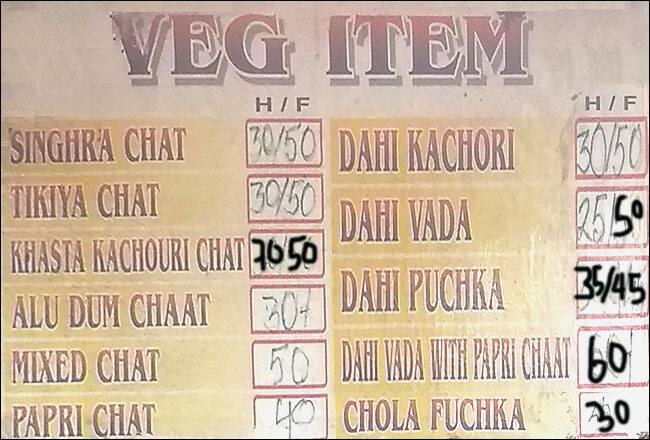 VEG ITEM
H / F H / F
SINGHRA CHAT 30/50 DAHI KACHORI 30/50
TIKIYA CHAT 30/50 DAHI VADA 25/50
KHASTA KACHOURI CHAT 7050 DAHI PUCHKA 35/45
ALU DUM CHAAT 30/ DAHI VADA WITH PAPRI CHAAT 60
MIXED CHAT 50 CHOLA FUCHKA 30
PAPRI CHAT 40